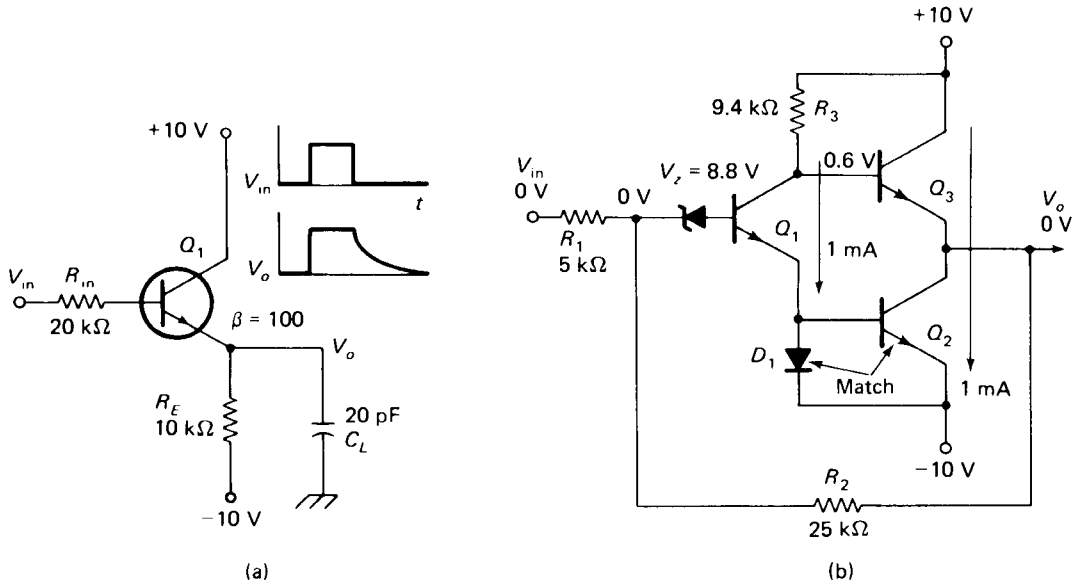 +10 V
V_in
t
V_o
Q_1
V_in
R_in
20 kΩ
β = 100
V_o
R_E
10 kΩ
20 pF
C_L
−10 V
(a)
+10 V
9.4 kΩ
R_3
V_in
0 V
0 V
V_z = 8.8 V
0.6 V
Q_3
V_o
0 V
R_1
5 kΩ
Q_1
1 mA
Q_2
D_1
Match
1 mA
−10 V
R_2
25 kΩ
(b)